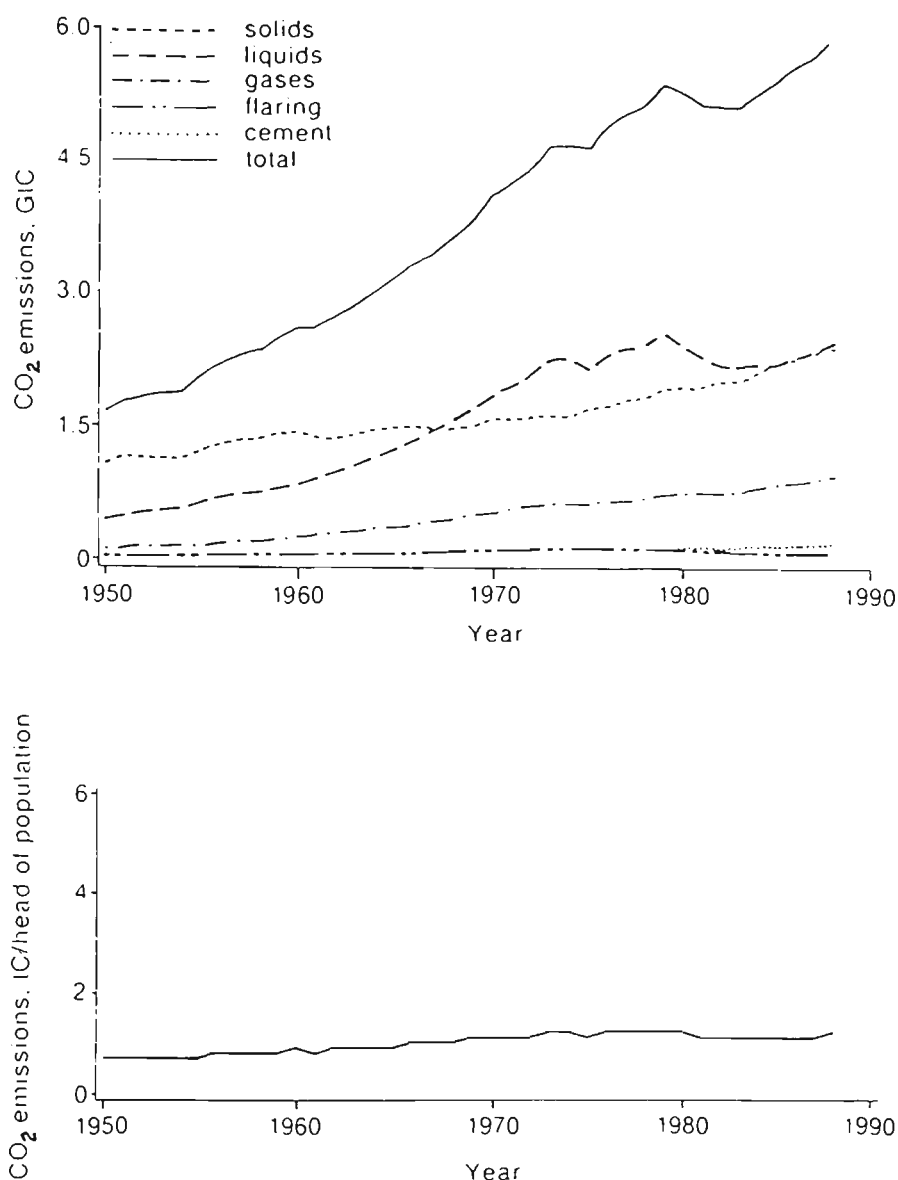 6.0
solids
liquids
gases
flaring
cement
total
4 5
3.0
1.5
0
CO₂ emissions, GtC
1950 1960 1970 1980 1990
Year
6
4
2
0
CO₂ emissions, tC/head of population
1950 1960 1970 1980 1990
Year